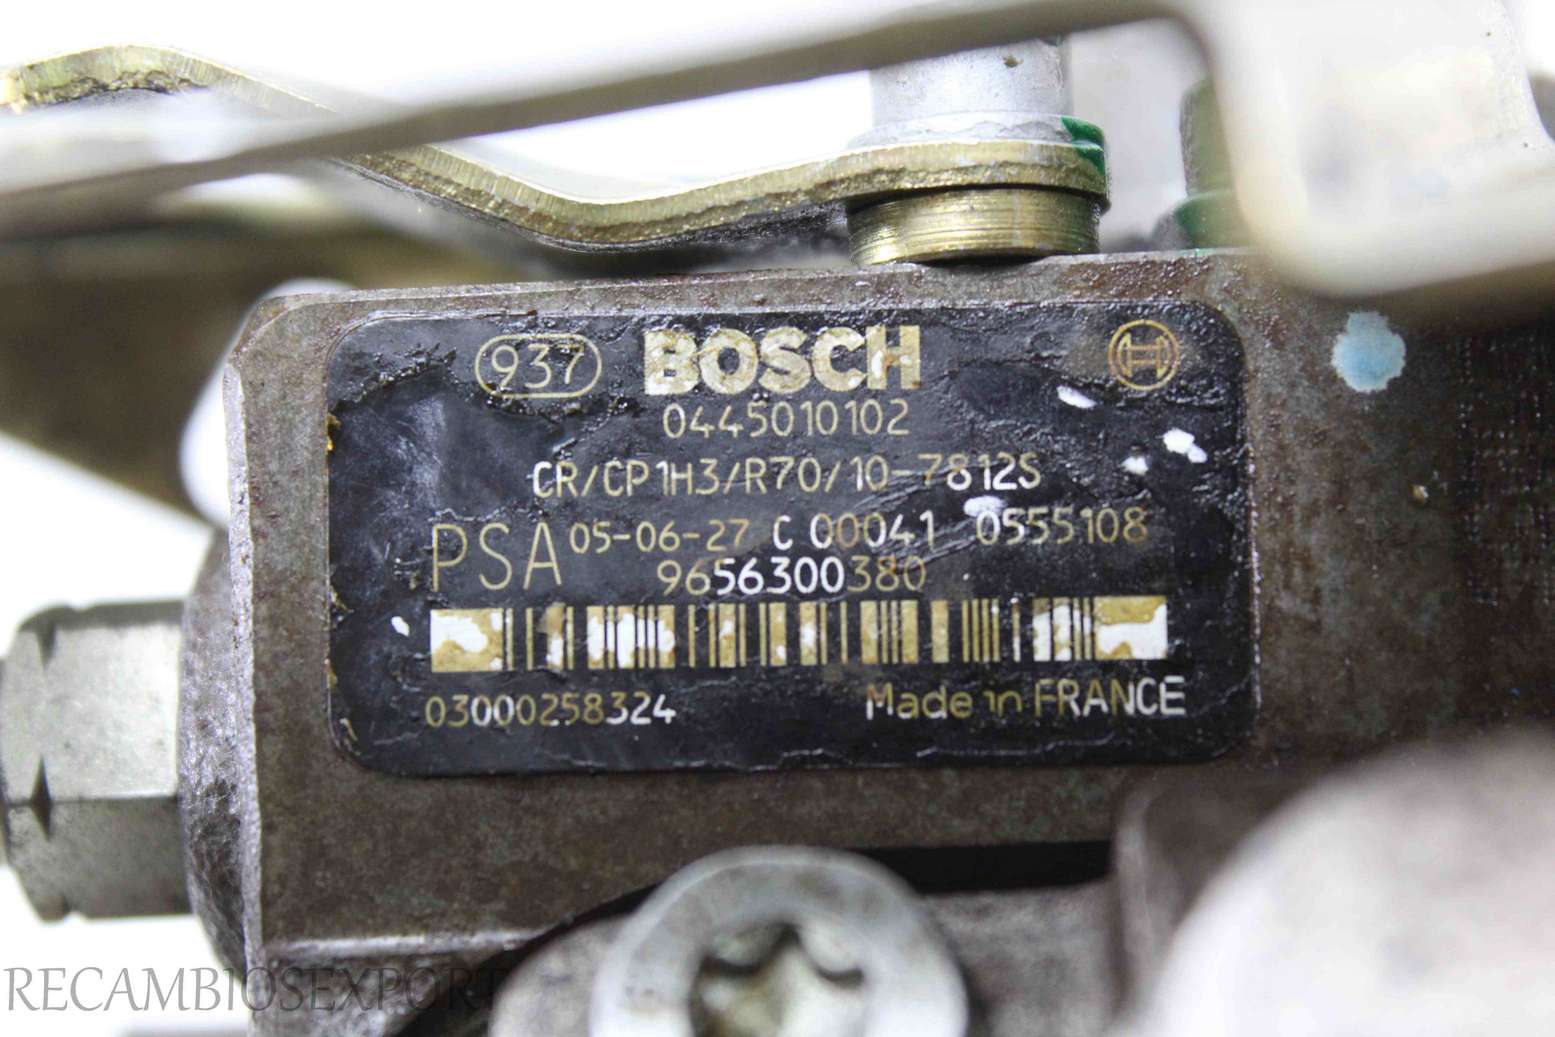 937 BOSCH
0445010102
CR/CP1H3/R70/10-7812S
PSA 05-06-27 C 00041 0555108
9656300380
03000258324 Made in FRANCE
RECAMBIOSEXPORT